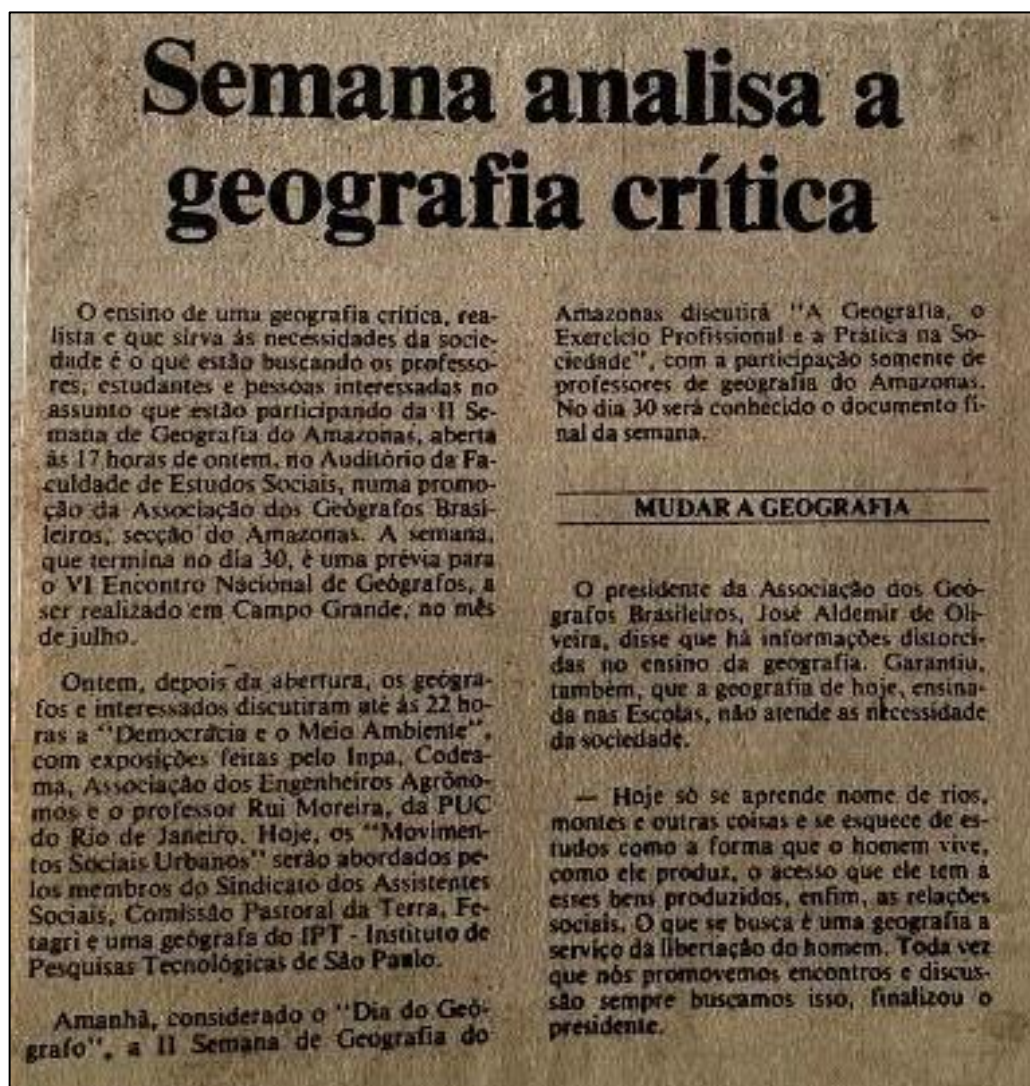 Semana analisa a
geografia crítica
O ensino de uma geografia crítica, rea-
lista e que sirva às necessidades da socie-
dade é o que estão buscando os professo-
res, estudantes e pessoas interessadas no
assunto que estão participando da II Se-
mana de Geografia do Amazonas, aberta
às 17 horas de ontem, no Auditório da Fa-
culdade de Estudos Sociais, numa promo-
ção da Associação dos Geógrafos Brasi-
leiros, secção do Amazonas. A semana,
que termina no dia 30, é uma prévia para
o VI Encontro Nacional de Geógrafos, a
ser realizado em Campo Grande, no mês
de julho.
Ontem, depois da abertura, os geógra-
fos e interessados discutiram até às 22 ho-
ras a "Democracia e o Meio Ambiente",
com exposições feitas pelo Inpa, Codea-
ma, Associação dos Engenheiros Agrôno-
mos e o professor Rui Moreira, da PUC
do Rio de Janeiro. Hoje, os "Movimen-
tos Sociais Urbanos" serão abordados pe-
los membros do Sindicato dos Assistentes
Sociais, Comissão Pastoral da Terra, Fe-
tagri e uma geógrafa do IPT - Instituto de
Pesquisas Tecnológicas de São Paulo.
Amanhã, considerado o "Dia do Geó-
grafo", a II Semana de Geografia do
Amazonas discutirá "A Geografia, o
Exercício Profissional e a Prática na So-
ciedade", com a participação somente de
professores de geografia do Amazonas.
No dia 30 será conhecido o documento fi-
nal da semana.
MUDAR A GEOGRAFIA
O presidente da Associação dos Geó-
grafos Brasileiros, José Aldemir de Oli-
veira, disse que há informações distorci-
das no ensino da geografia. Garantiu,
também, que a geografia de hoje, ensina-
da nas Escolas, não atende as necessidade
da sociedade.
— Hoje só se aprende nome de rios,
montes e outras coisas e se esquece de es-
tudos como a forma que o homem vive,
como ele produz, o acesso que ele tem a
esses bens produzidos, enfim, as relações
sociais. O que se busca é uma geografia a
serviço da libertação do homem. Toda vez
que nós promovemos encontros e discus-
são sempre buscamos isso, finalizou o
presidente.